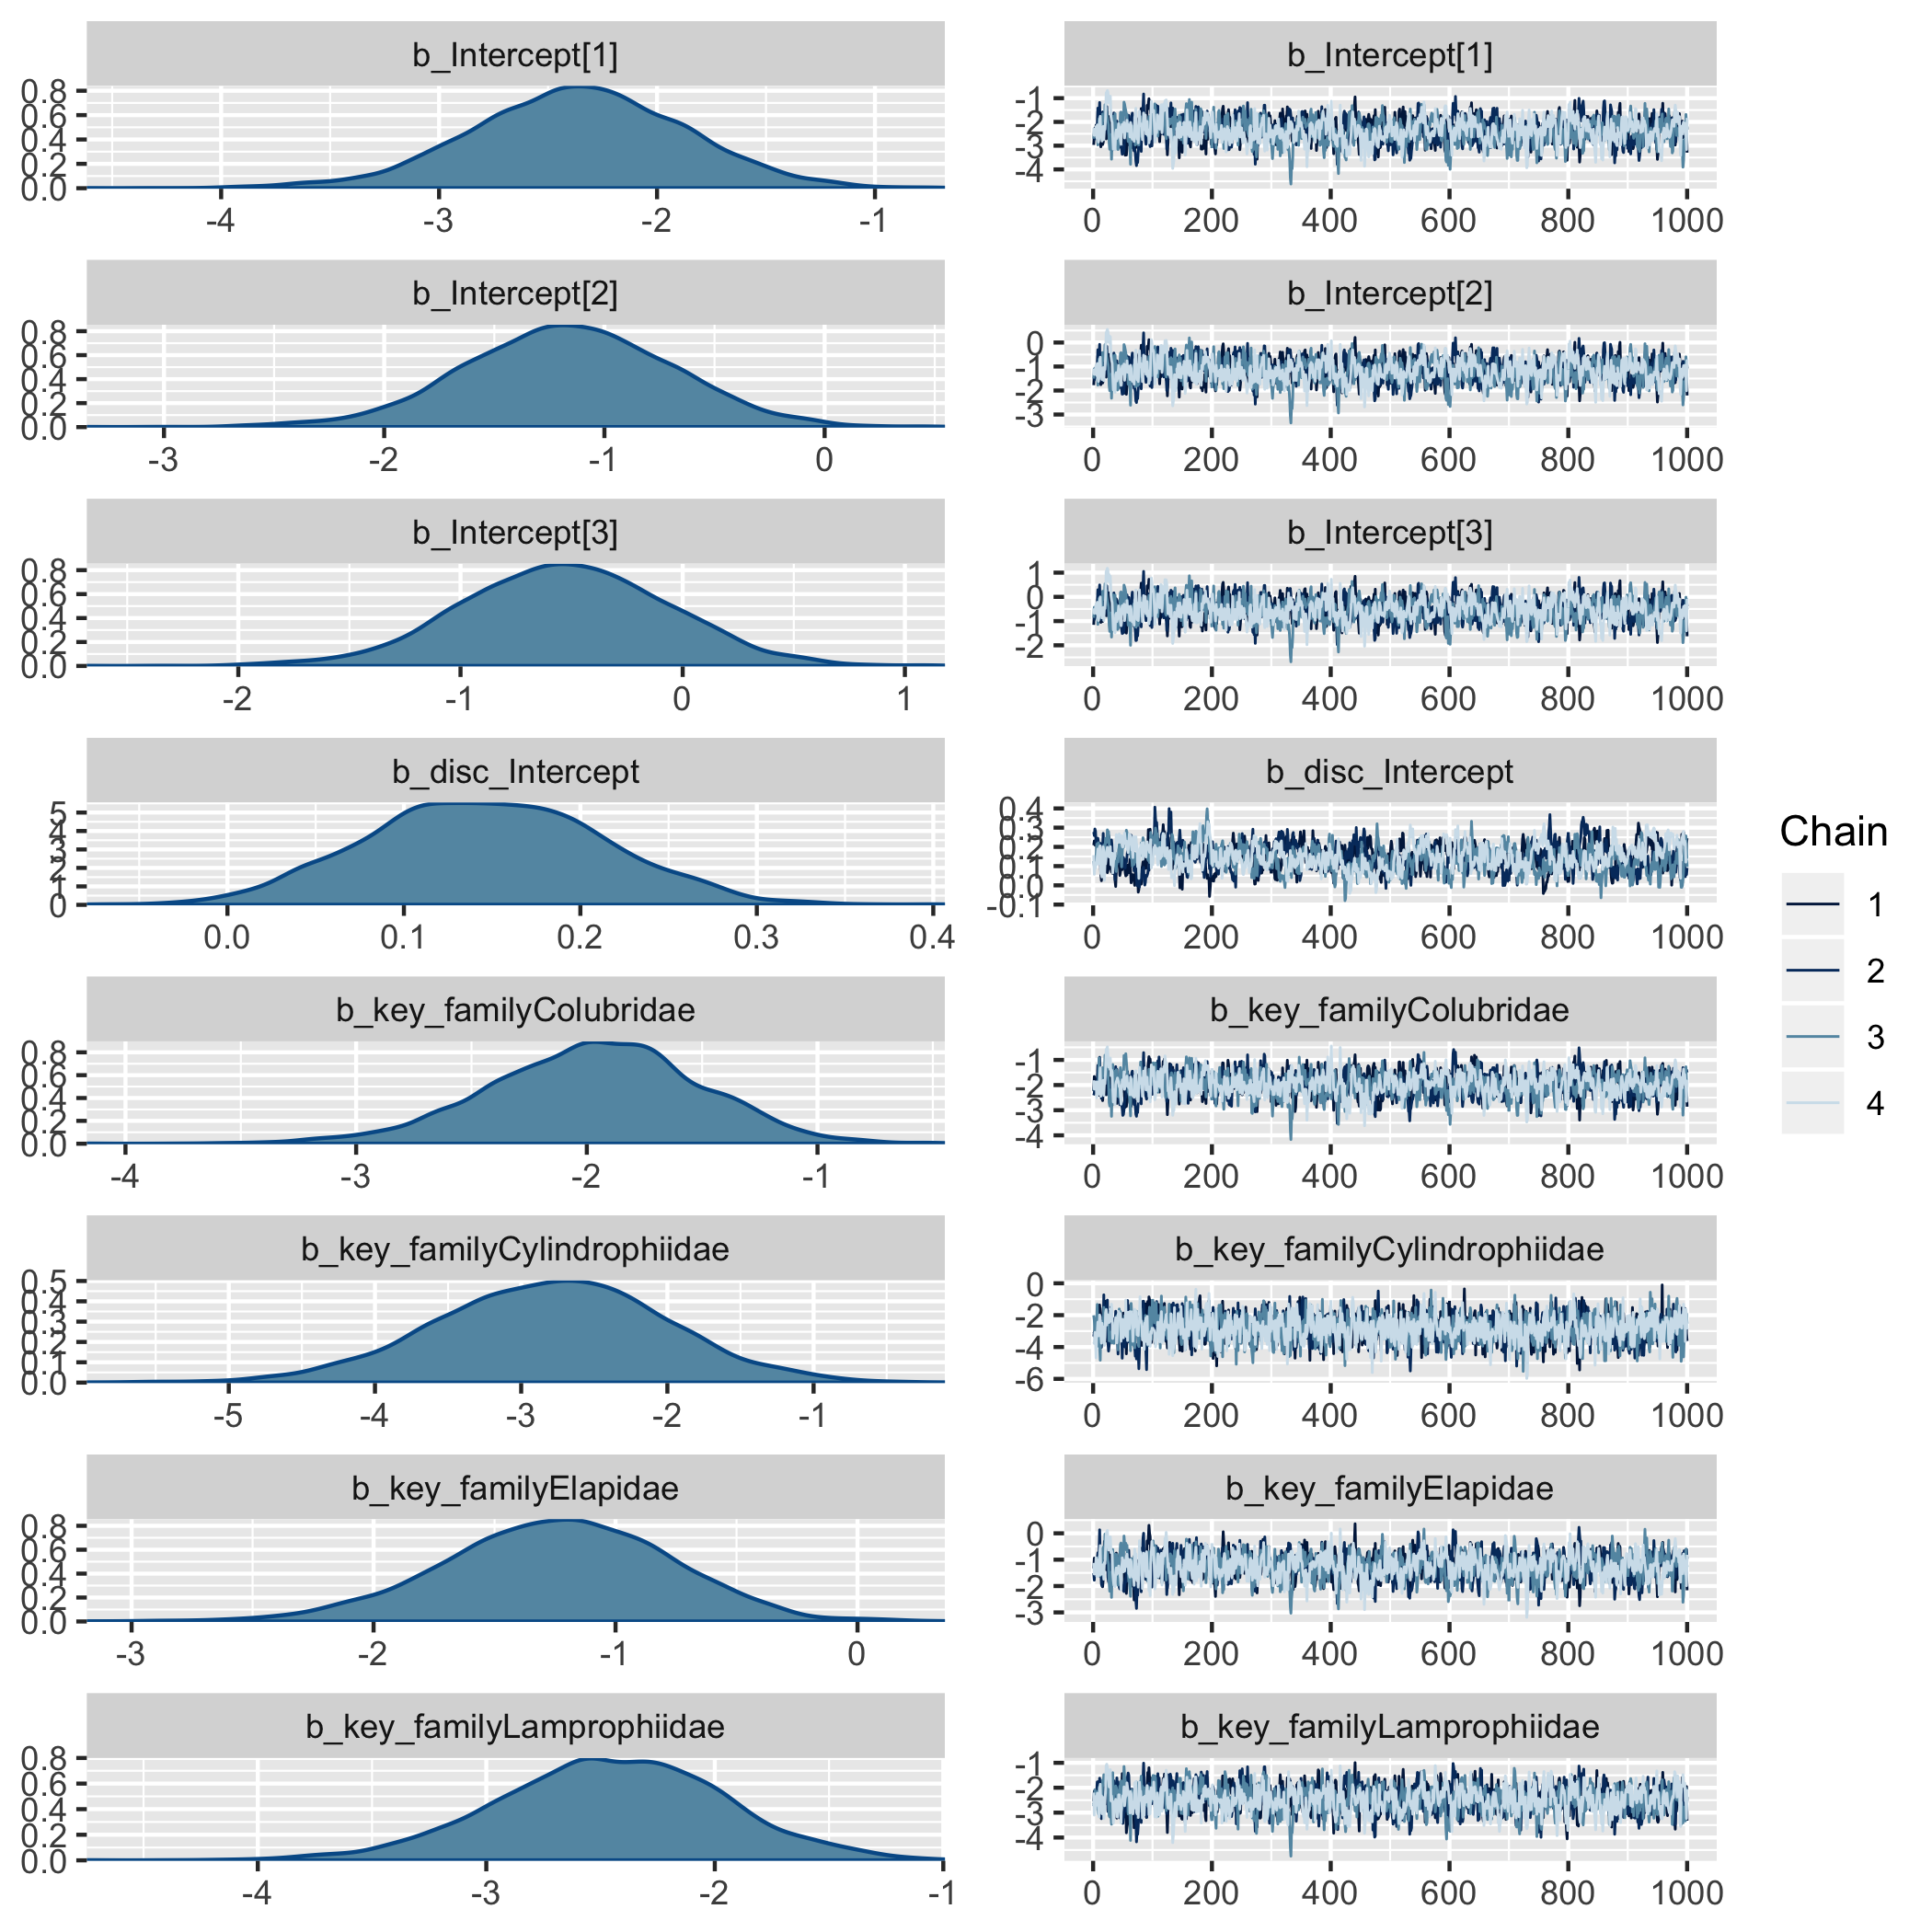 b_Intercept[1]
0.8
0.6
0.4
0.2
0.0
-4 -3 -2 -1
b_Intercept[1]
-1
-2
-3
-4
0 200 400 600 800 1000
b_Intercept[2]
0.8
0.6
0.4
0.2
0.0
-3 -2 -1 0
b_Intercept[2]
0
-1
-2
-3
0 200 400 600 800 1000
b_Intercept[3]
0.8
0.6
0.4
0.2
0.0
-2 -1 0 1
b_Intercept[3]
1
0
-1
-2
0 200 400 600 800 1000
b_disc_Intercept
5
4
3
2
1
0
0.0 0.1 0.2 0.3 0.4
b_disc_Intercept
0.4
0.3
0.2
0.1
0.0
-0.1
0 200 400 600 800 1000
b_key_familyColubridae
0.8
0.6
0.4
0.2
0.0
-4 -3 -2 -1
b_key_familyColubridae
-1
-2
-3
-4
0 200 400 600 800 1000
b_key_familyCylindrophiidae
0.5
0.4
0.3
0.2
0.1
0.0
-5 -4 -3 -2 -1
b_key_familyCylindrophiidae
0
-2
-4
-6
0 200 400 600 800 1000
b_key_familyElapidae
0.8
0.6
0.4
0.2
0.0
-3 -2 -1 0
b_key_familyElapidae
0
-1
-2
-3
0 200 400 600 800 1000
b_key_familyLamprophiidae
0.8
0.6
0.4
0.2
0.0
-4 -3 -2 -1
b_key_familyLamprophiidae
-1
-2
-3
-4
0 200 400 600 800 1000
Chain
1
2
3
4